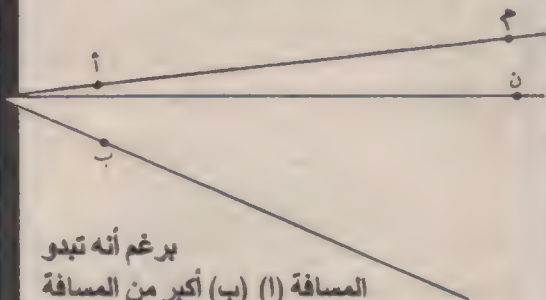 م
أ
ن
ب
برغم أنه تبدو
المسافة (ا) (ب) أكبر من المسافة